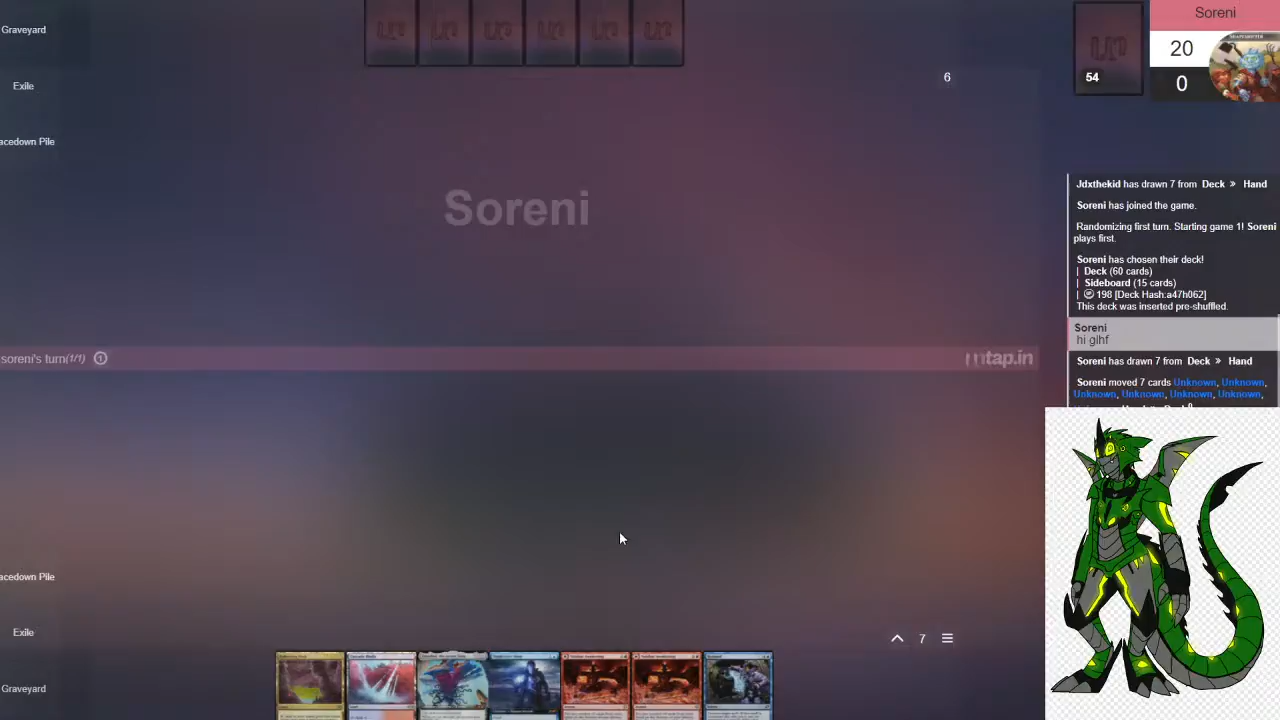 Graveyard
Exile
acedown Pile
Soreni
20
0
54
6
Soreni
Jdxthekid has drawn 7 from Deck » Hand
Soreni has joined the game.
Randomizing first turn. Starting game 1! Soreni
plays first.
Soreni has chosen their deck!
| Deck (60 cards)
| Sideboard (15 cards)
| 198 [Deck Hash:a47h062]
This deck was inserted pre-shuffled.
Soreni
hi glhf
Soreni has drawn 7 from Deck » Hand
Soreni moved 7 cards Unknown, Unknown,
Unknown, Unknown, Unknown, Unknown,
soreni's turn(1/1) 1
untap.in
acedown Pile
Exile
Graveyard
7